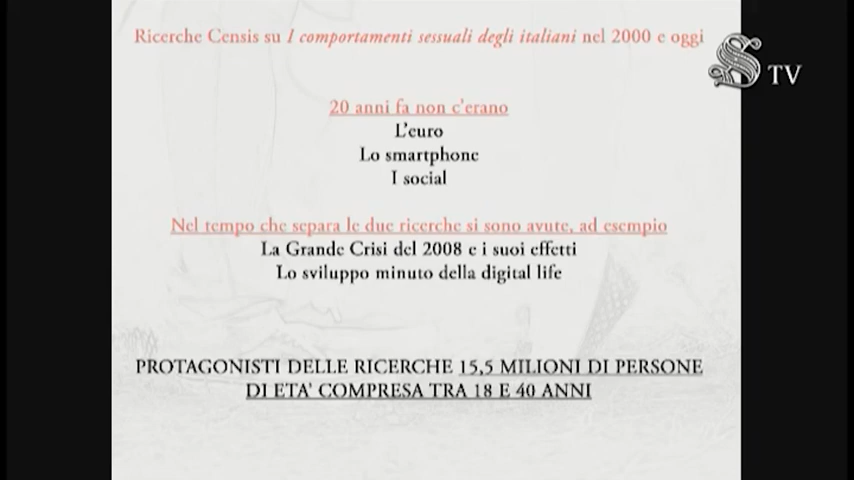 Ricerche Censis su I comportamenti sessuali degli italiani nel 2000 e oggi
S TV
20 anni fa non c'erano
L'euro
Lo smartphone
I social
Nel tempo che separa le due ricerche si sono avute, ad esempio
La Grande Crisi del 2008 e i suoi effetti
Lo sviluppo minuto della digital life
PROTAGONISTI DELLE RICERCHE 15,5 MILIONI DI PERSONE
DI ETA' COMPRESA TRA 18 E 40 ANNI